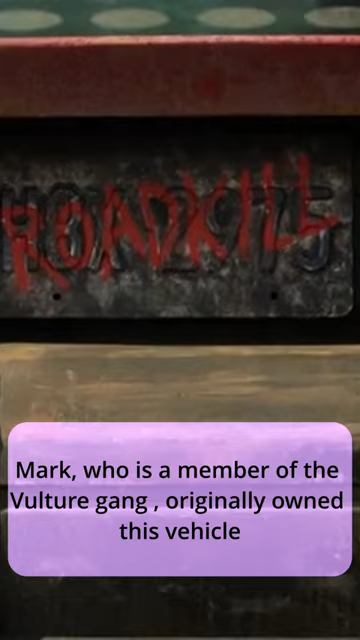 ROADKILL
Mark, who is a member of the
Vulture gang , originally owned
this vehicle